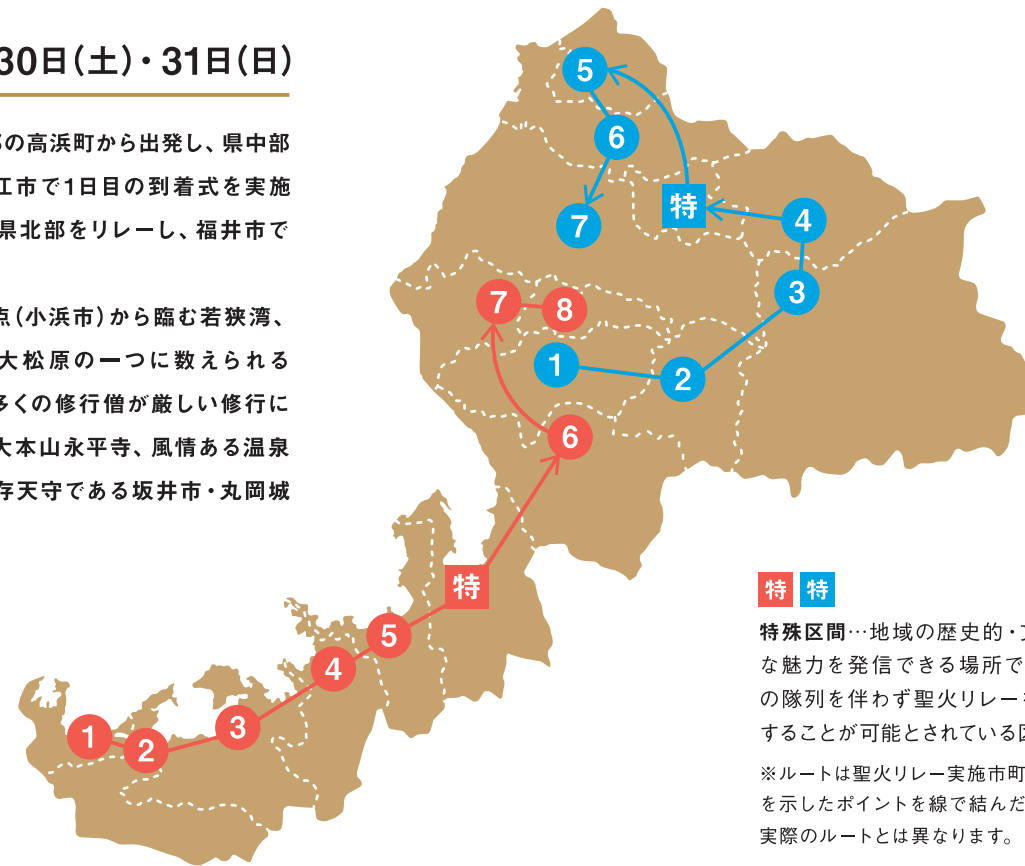 30日(土)・31日(日)
の高浜町から出発し、県中部
江市で1日目の到着式を実施
県北部をリレーし、福井市で
点(小浜市)から臨む若狭湾、
大松原の一つに数えられる
多くの修行僧が厳しい修行に
大本山永平寺、風情ある温泉
存天守である坂井市・丸岡城
5
6
7
特
4
3
7
8
1
2
6
特
5
4
3
1
2
特 特
特殊区間…地域の歴史的・
な魅力を発信できる場所で
の隊列を伴わず聖火リレー
することが可能とされている
※ルートは聖火リレー実施市町
を示したポイントを線で結んだ
実際のルートとは異なります。